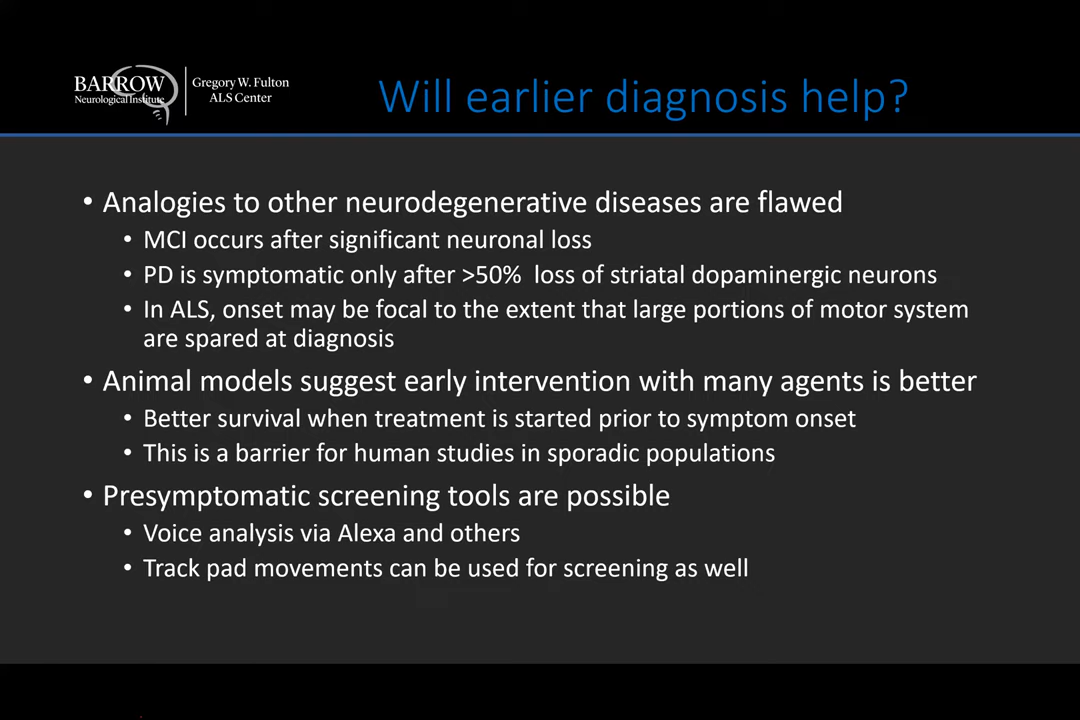 BARROW
Neurological Institute
Gregory W. Fulton
ALS Center
Will earlier diagnosis help?
• Analogies to other neurodegenerative diseases are flawed
• MCI occurs after significant neuronal loss
• PD is symptomatic only after >50% loss of striatal dopaminergic neurons
• In ALS, onset may be focal to the extent that large portions of motor system
are spared at diagnosis
• Animal models suggest early intervention with many agents is better
• Better survival when treatment is started prior to symptom onset
• This is a barrier for human studies in sporadic populations
• Presymptomatic screening tools are possible
• Voice analysis via Alexa and others
• Track pad movements can be used for screening as well